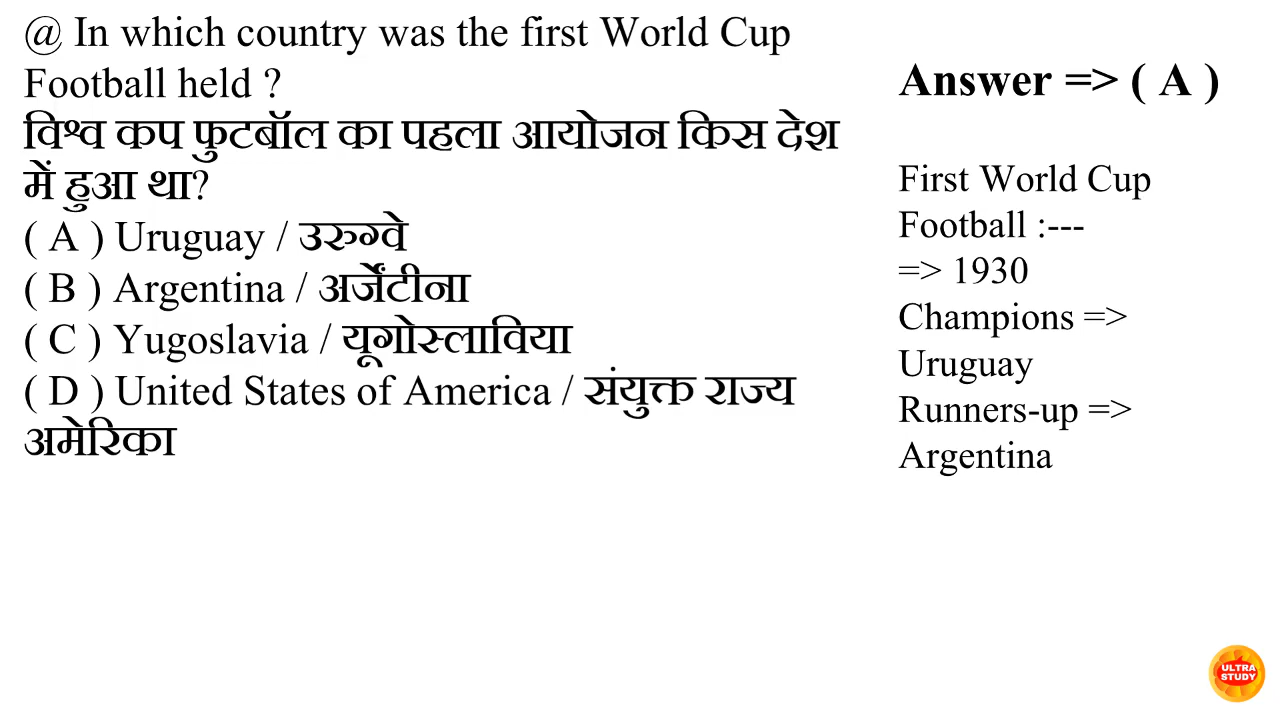 @ In which country was the first World Cup
Football held ?
विश्व कप फुटबॉल का पहला आयोजन किस देश
में हुआ था?
( A ) Uruguay / उरुग्वे
( B ) Argentina / अर्जेंटीना
( C ) Yugoslavia / यूगोस्लाविया
( D ) United States of America / संयुक्त राज्य
अमेरिका
Answer => ( A )
First World Cup
Football :---
=> 1930
Champions =>
Uruguay
Runners-up =>
Argentina
ULTRA
STUDY